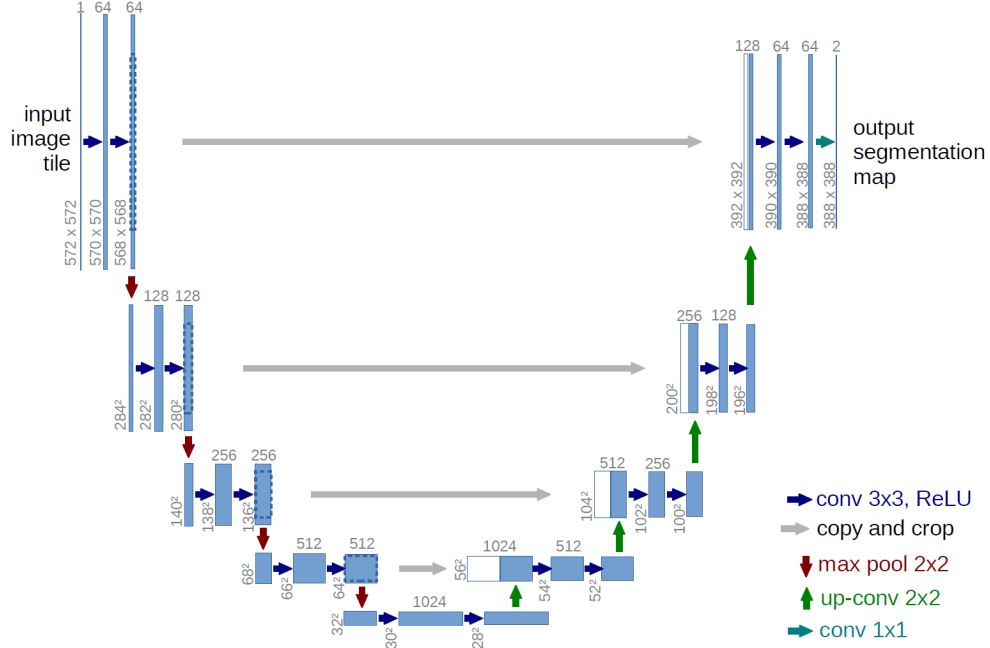 1 64 64
128 64 64 2
input
image
tile
output
segmentation
map
572 x 572
570 x 570
568 x 568
392 x 392
390 x 390
388 x 388
388 x 388
128 128
256 128
284²
282²
280²
200²
198²
196²
256 256
512 256
140²
138²
136²
104²
102²
100²
conv 3x3, ReLU
copy and crop
max pool 2x2
up-conv 2x2
conv 1x1
512 512
1024 512
68²
66²
64²
56²
54²
52²
1024
32²
30²
28²